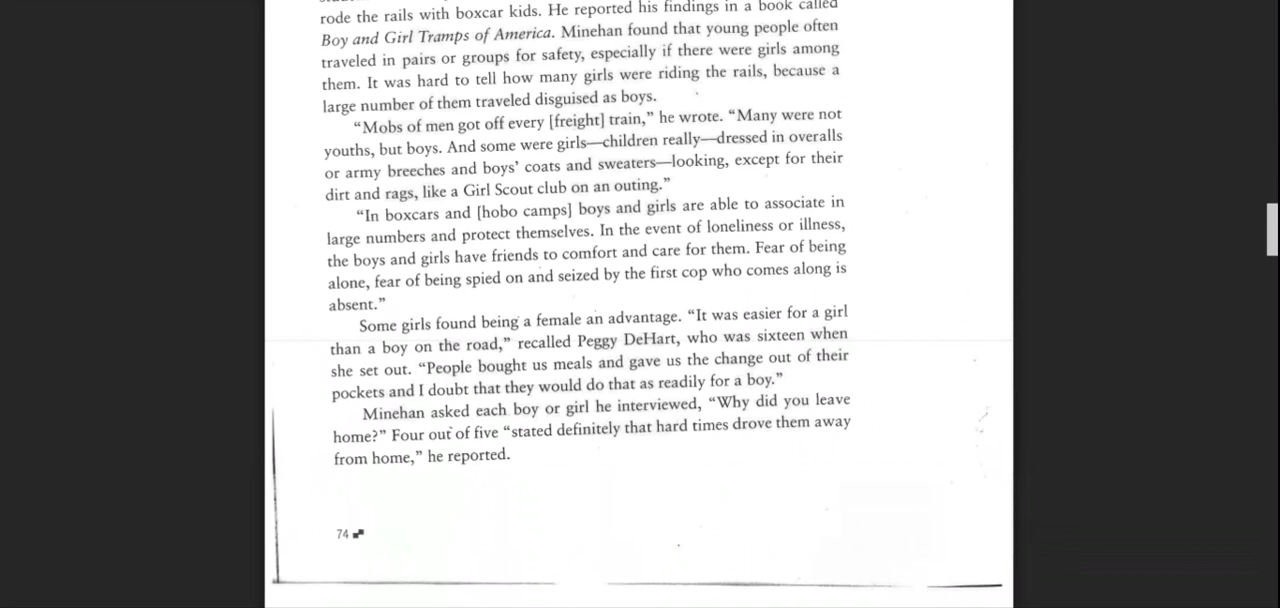 rode the rails with boxcar kids. He reported his findings in a book called
Boy and Girl Tramps of America. Minehan found that young people often
traveled in pairs or groups for safety, especially if there were girls among
them. It was hard to tell how many girls were riding the rails, because a
large number of them traveled disguised as boys.
“Mobs of men got off every [freight] train,” he wrote. “Many were not
youths, but boys. And some were girls—children really—dressed in overalls
or army breeches and boys’ coats and sweaters—looking, except for their
dirt and rags, like a Girl Scout club on an outing.”
“In boxcars and [hobo camps] boys and girls are able to associate in
large numbers and protect themselves. In the event of loneliness or illness,
the boys and girls have friends to comfort and care for them. Fear of being
alone, fear of being spied on and seized by the first cop who comes along is
absent.”
Some girls found being a female an advantage. “It was easier for a girl
than a boy on the road,” recalled Peggy DeHart, who was sixteen when
she set out. “People bought us meals and gave us the change out of their
pockets and I doubt that they would do that as readily for a boy.”
Minehan asked each boy or girl he interviewed, “Why did you leave
home?” Four out of five “stated definitely that hard times drove them away
from home,” he reported.
74